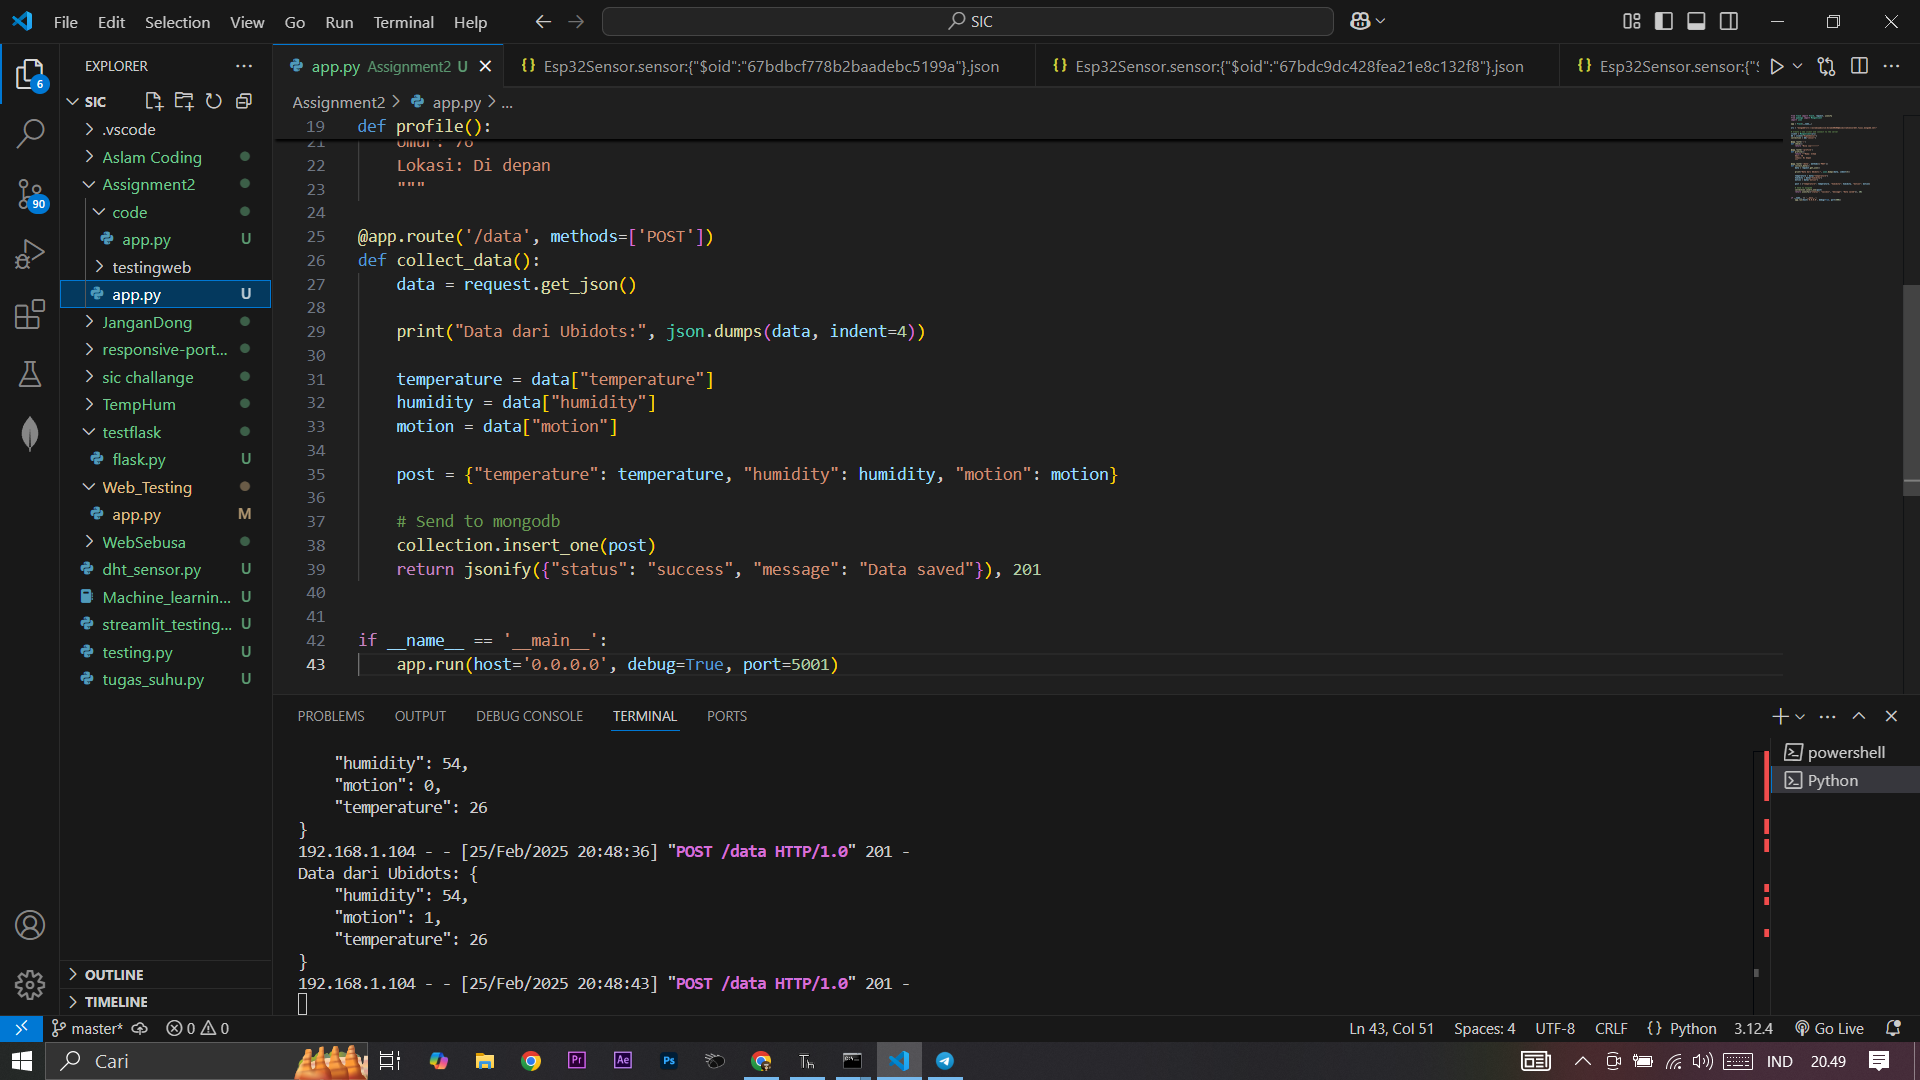 File Edit Selection View Go Run Terminal Help
SIC
EXPLORER
6
SIC
.vscode
Aslam Coding
Assignment2
90
code
app.py U
testingweb
app.py U
JanganDong
responsive-port...
sic challange
TempHum
testflask
flask.py U
Web_Testing
app.py M
WebSebusa
dht_sensor.py U
Machine_learnin... U
streamlit_testing... U
testing.py U
tugas_suhu.py U
OUTLINE
TIMELINE
app.py Assignment2 U
{} Esp32Sensor.sensor:{"$oid":"67bdbcf778b2baadebc5199a"}.json
{} Esp32Sensor.sensor:{"$oid":"67bdc9dc428fea21e8c132f8"}.json
{} Esp32Sensor.sensor:{"
Assignment2 > app.py > ...
19 def profile():
21 Umur: 76
22 Lokasi: Di depan
23 """
24
25 @app.route('/data', methods=['POST'])
26 def collect_data():
27 data = request.get_json()
28
29 print("Data dari Ubidots:", json.dumps(data, indent=4))
30
31 temperature = data["temperature"]
32 humidity = data["humidity"]
33 motion = data["motion"]
34
35 post = {"temperature": temperature, "humidity": humidity, "motion": motion}
36
37 # Send to mongodb
38 collection.insert_one(post)
39 return jsonify({"status": "success", "message": "Data saved"}), 201
40
41
42 if __name__ == '__main__':
43 app.run(host='0.0.0.0', debug=True, port=5001)
PROBLEMS OUTPUT DEBUG CONSOLE TERMINAL PORTS
"humidity": 54,
"motion": 0,
"temperature": 26
}
192.168.1.104 - - [25/Feb/2025 20:48:36] "POST /data HTTP/1.0" 201 -
Data dari Ubidots: {
"humidity": 54,
"motion": 1,
"temperature": 26
}
192.168.1.104 - - [25/Feb/2025 20:48:43] "POST /data HTTP/1.0" 201 -
powershell
Python
master* 0 0
Ln 43, Col 51 Spaces: 4 UTF-8 CRLF {} Python 3.12.4 Go Live
Cari
Pr
Ae
Ps
Th
IND 20.49